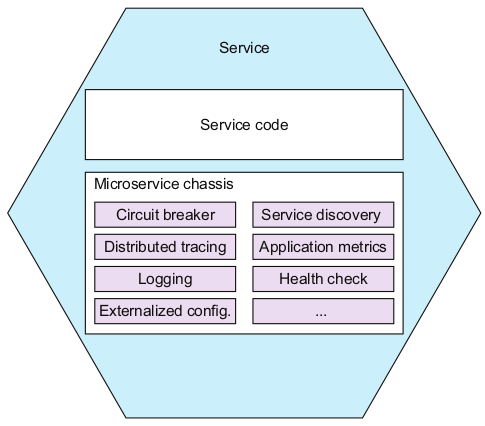 Service
Service code
Microservice chassis
Circuit breaker
Service discovery
Distributed tracing
Application metrics
Logging
Health check
Externalized config.
...